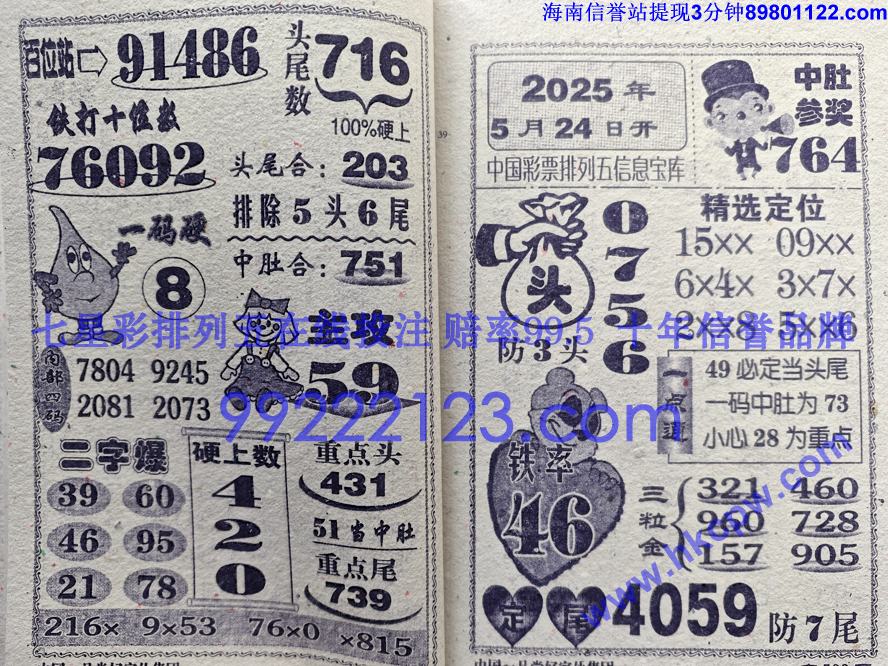 海南信誉站提现3分钟89801122.com
百位站
91486
头尾数
716
100%硬上
铁打十位数
76092
头尾合：203
排除5头6尾
一码硬
8
中肚合：751
主攻
59
七星彩排列五在线投注 赔率99.5 十年信誉品牌
99222123.com
内部四码
7804 9245
2081 2073
二字爆
39 60
46 95
21 78
硬上数
4
2
0
重点头
431
51当中肚
重点尾
739
216× 9×53 76×0 ×815
39
2025年
5月24日开
中国彩票排列五信息宝库
中肚参奖
764
头
防3头
0
7
5
6
精选定位
15×× 09××
6×4× 3×7×
2××8 5××6
一点通
49必定当头尾
一码中肚为73
小心28为重点
铁率
46
三粒金
321 460
960 728
157 905
www.hkcpw.com
定尾
4059
防7尾